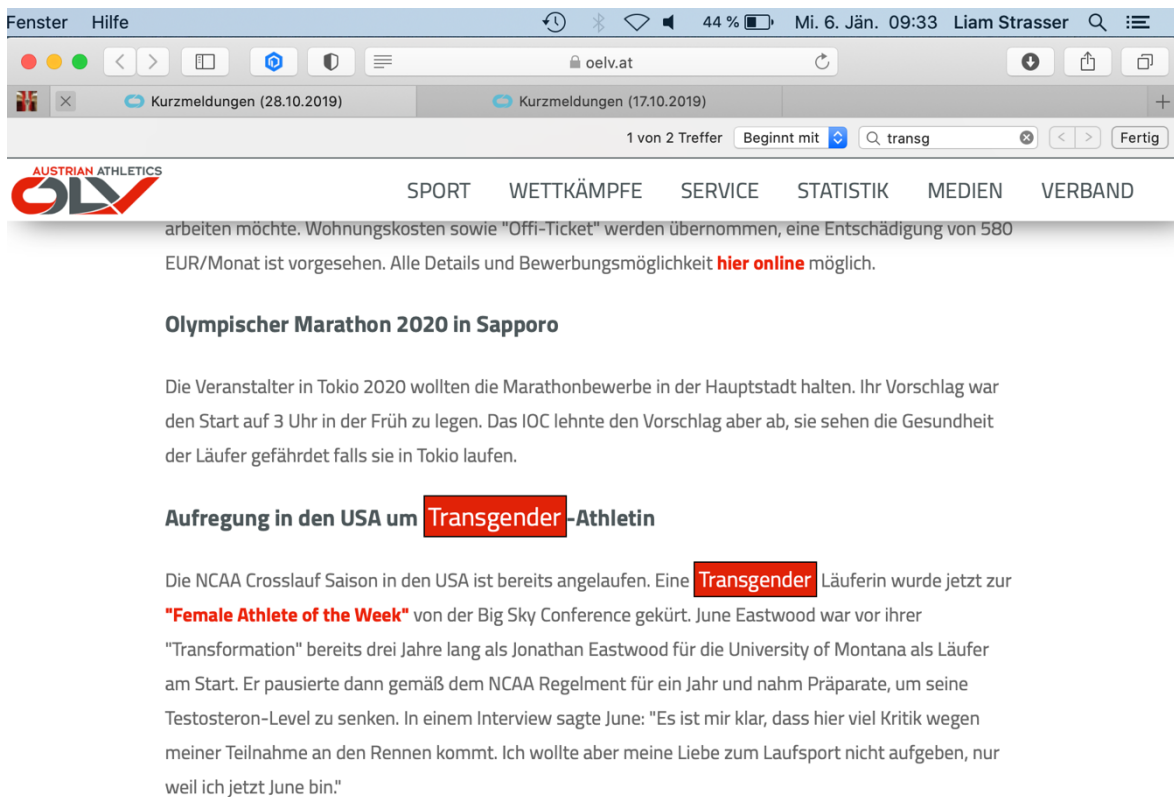 Fenster Hilfe 44 % Mi. 6. Jän. 09:33 Liam Strasser
oelv.at
Kurzmeldungen (28.10.2019) Kurzmeldungen (17.10.2019)
1 von 2 Treffer Beginnt mit transg Fertig
AUSTRIAN ATHLETICS
ÖLV SPORT WETTKÄMPFE SERVICE STATISTIK MEDIEN VERBAND
arbeiten möchte. Wohnungskosten sowie "Offi-Ticket" werden übernommen, eine Entschädigung von 580
EUR/Monat ist vorgesehen. Alle Details und Bewerbungsmöglichkeit hier online möglich.
Olympischer Marathon 2020 in Sapporo
Die Veranstalter in Tokio 2020 wollten die Marathonbewerbe in der Hauptstadt halten. Ihr Vorschlag war
den Start auf 3 Uhr in der Früh zu legen. Das IOC lehnte den Vorschlag aber ab, sie sehen die Gesundheit
der Läufer gefährdet falls sie in Tokio laufen.
Aufregung in den USA um Transgender-Athletin
Die NCAA Crosslauf Saison in den USA ist bereits angelaufen. Eine Transgender Läuferin wurde jetzt zur
"Female Athlete of the Week" von der Big Sky Conference gekürt. June Eastwood war vor ihrer
"Transformation" bereits drei Jahre lang als Jonathan Eastwood für die University of Montana als Läufer
am Start. Er pausierte dann gemäß dem NCAA Regelment für ein Jahr und nahm Präparate, um seine
Testosteron-Level zu senken. In einem Interview sagte June: "Es ist mir klar, dass hier viel Kritik wegen
meiner Teilnahme an den Rennen kommt. Ich wollte aber meine Liebe zum Laufsport nicht aufgeben, nur
weil ich jetzt June bin."